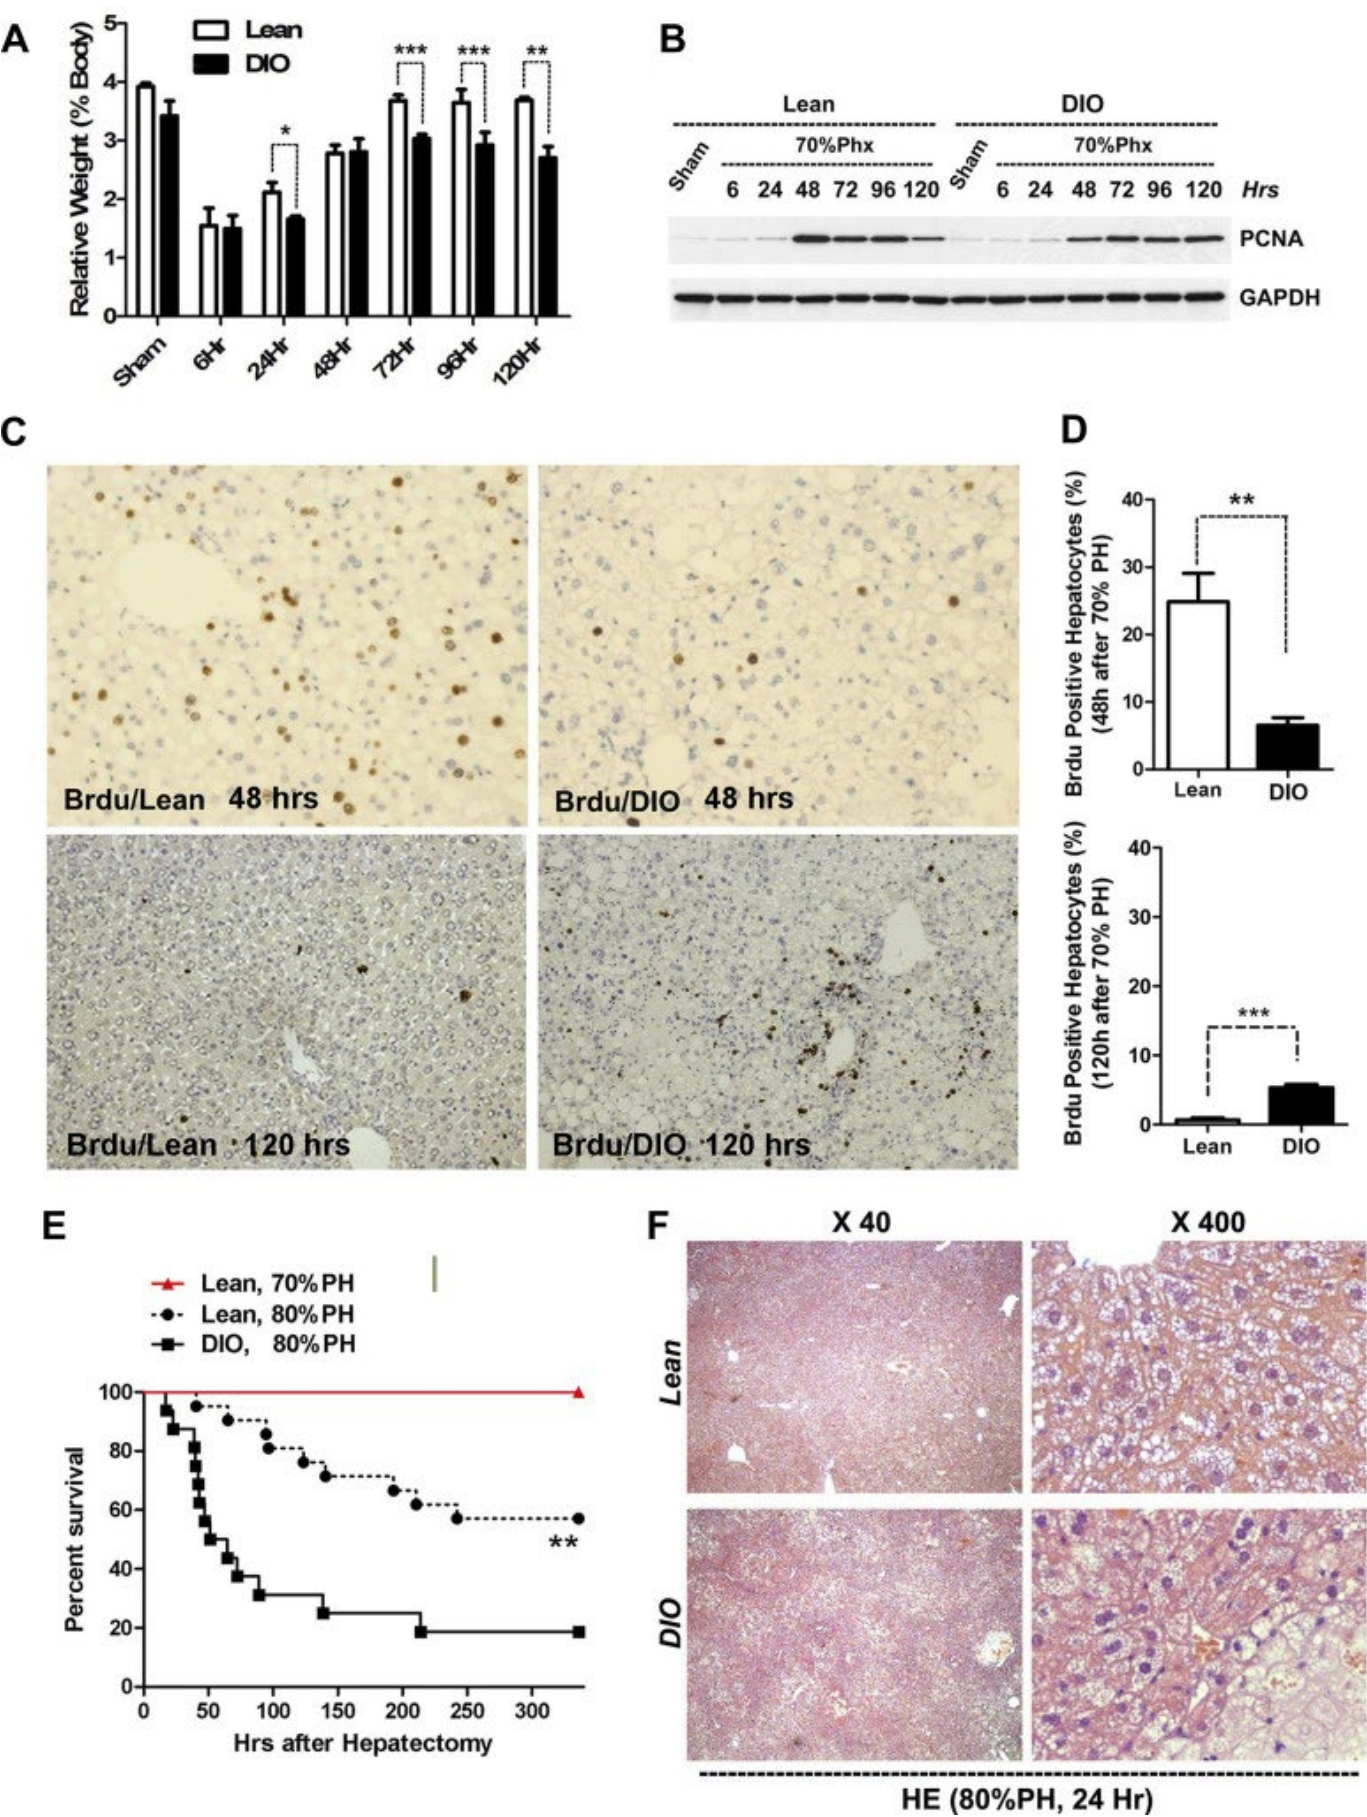 A
Relative Weight (% Body)
5
4
3
2
1
0
Lean
DIO
*
***
***
**
Sham
6Hr
24Hr
48Hr
72Hr
96Hr
120Hr
B
Lean DIO
70%Phx 70%Phx
Sham 6 24 48 72 96 120 Sham 6 24 48 72 96 120 Hrs
PCNA
GAPDH
C
Brdu/Lean 48 hrs
Brdu/DIO 48 hrs
Brdu/Lean 120 hrs
Brdu/DIO 120 hrs
D
Brdu Positive Hepatocytes (%)
(48h after 70% PH)
40
30
20
10
0
**
Lean DIO
Brdu Positive Hepatocytes (%)
(120h after 70% PH)
40
30
20
10
0
***
Lean DIO
E
Lean, 70%PH
Lean, 80%PH
DIO, 80%PH
Percent survival
100
80
60
40
20
0
**
0 50 100 150 200 250 300
Hrs after Hepatectomy
F
X 40 X 400
Lean
DIO
HE (80%PH, 24 Hr)